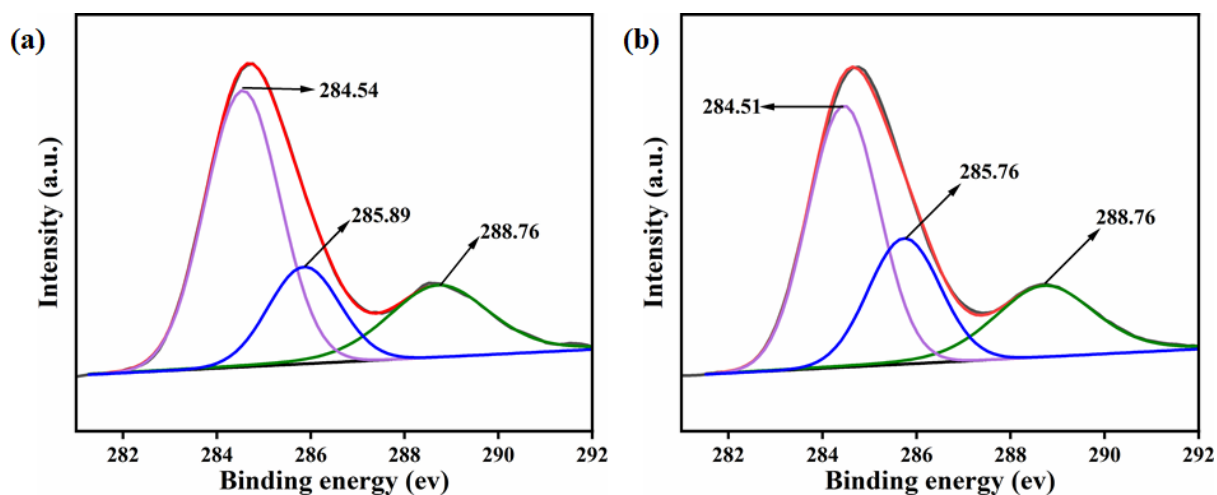 (a)
284.54
285.89
288.76
Intensity (a.u.)
282 284 286 288 290 292
Binding energy (ev)
(b)
284.51
285.76
288.76
Intensity (a.u.)
282 284 286 288 290 292
Binding energy (ev)